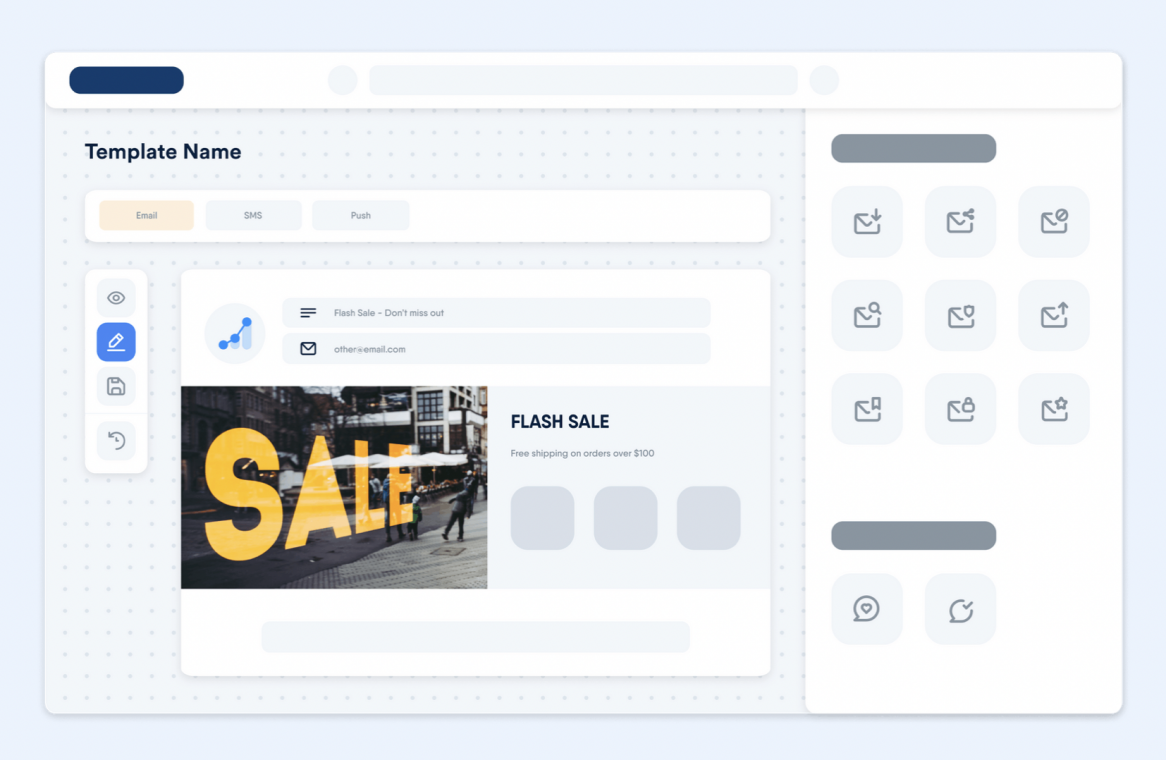 Template Name
Email
SMS
Push
Flash Sale - Don't miss out
other@email.com
SALE
FLASH SALE
Free shipping on orders over $100